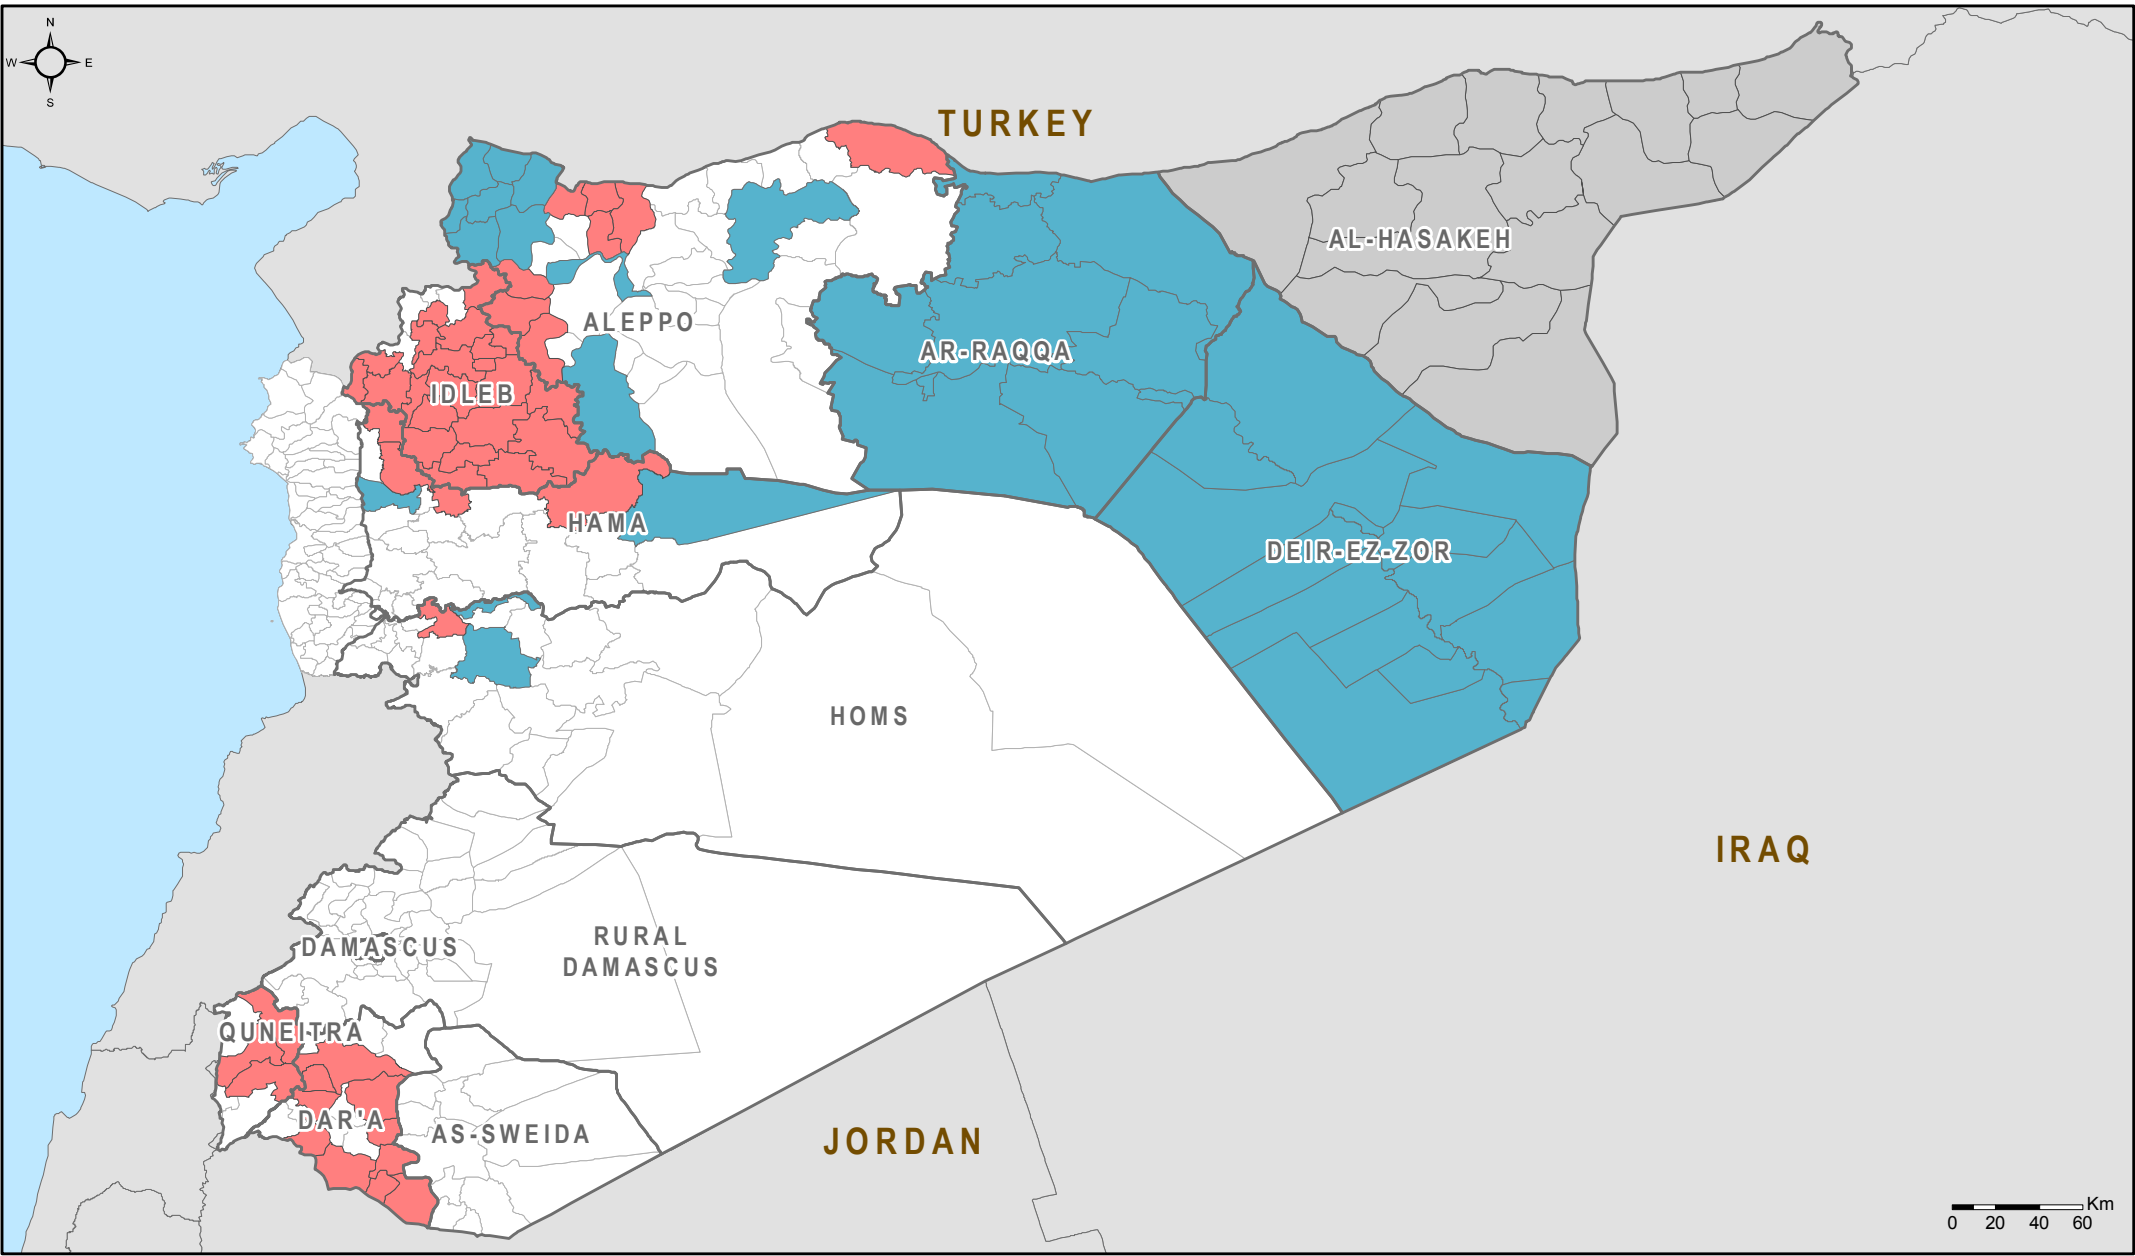 N
W E
S
TURKEY
AL-HASAKEH
ALEPPO
AR-RAQQA
IDLEB
HAMA
DEIR-EZ-ZOR
HOMS
IRAQ
RURAL
DAMASCUS
DAMASCUS
QUNEITRA
DAR'A
AS-SWEIDA
JORDAN
Km
0 20 40 60